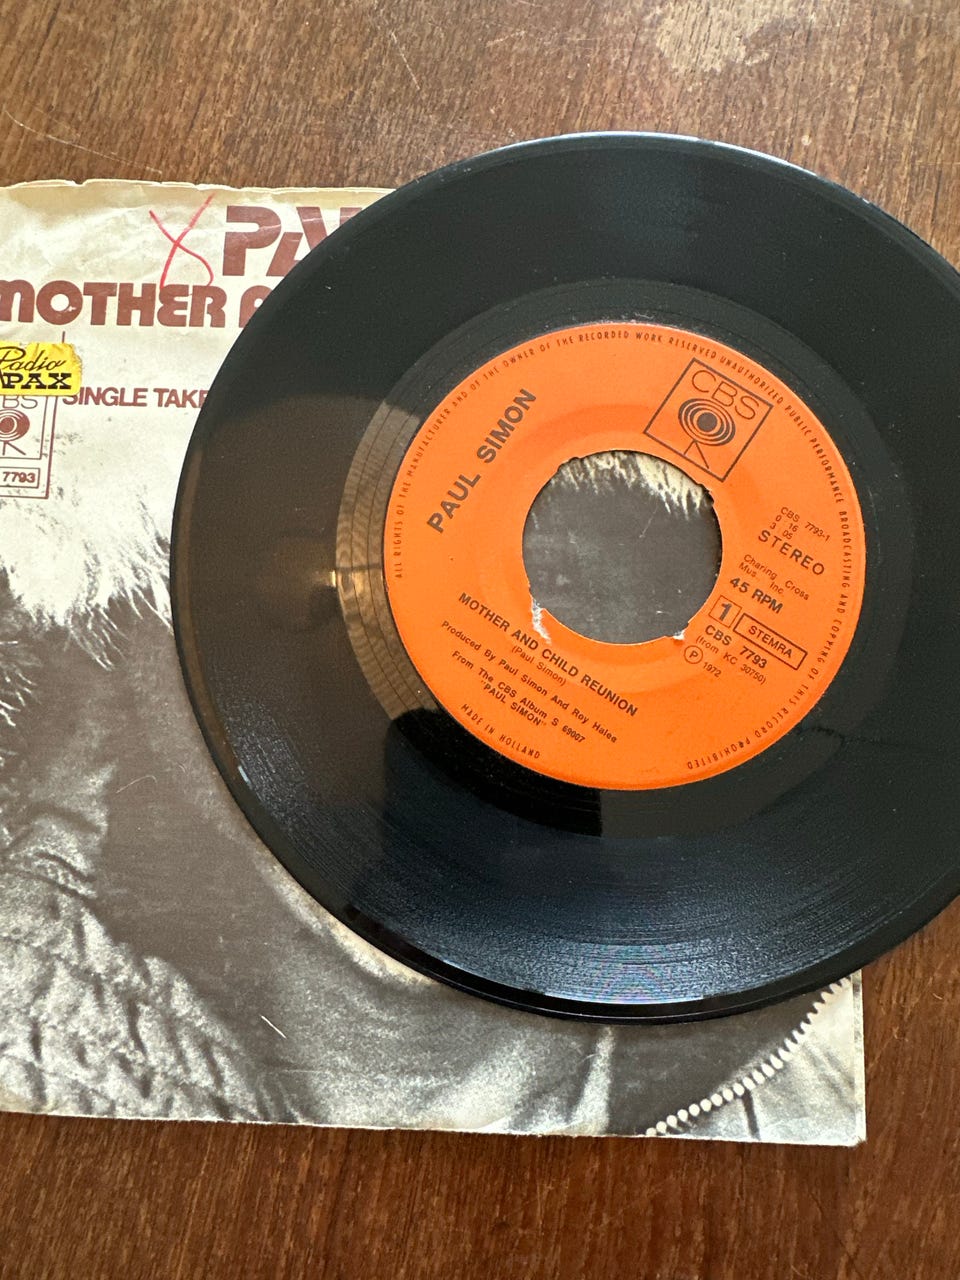 PAU
MOTHER A
Radio
PAX
SINGLE TAKE
CBS
7793
ALL RIGHTS OF THE MANUFACTURER AND OF THE OWNER OF THE RECORDED WORK RESERVED UNAUTHORIZED PUBLIC PERFORMANCE BROADCASTING AND COPYING OF THIS RECORD PROHIBITED
CBS
PAUL SIMON
CBS 7793-1
0 16
3 05
STEREO
Charing Cross
Mus. Inc.
45 RPM
1 STEMRA
CBS 7793
(from KC 30750)
Ⓟ 1972
MOTHER AND CHILD REUNION
(Paul Simon)
Produced By Paul Simon And Roy Halee
From The CBS Album S 69007
"PAUL SIMON"
MADE IN HOLLAND